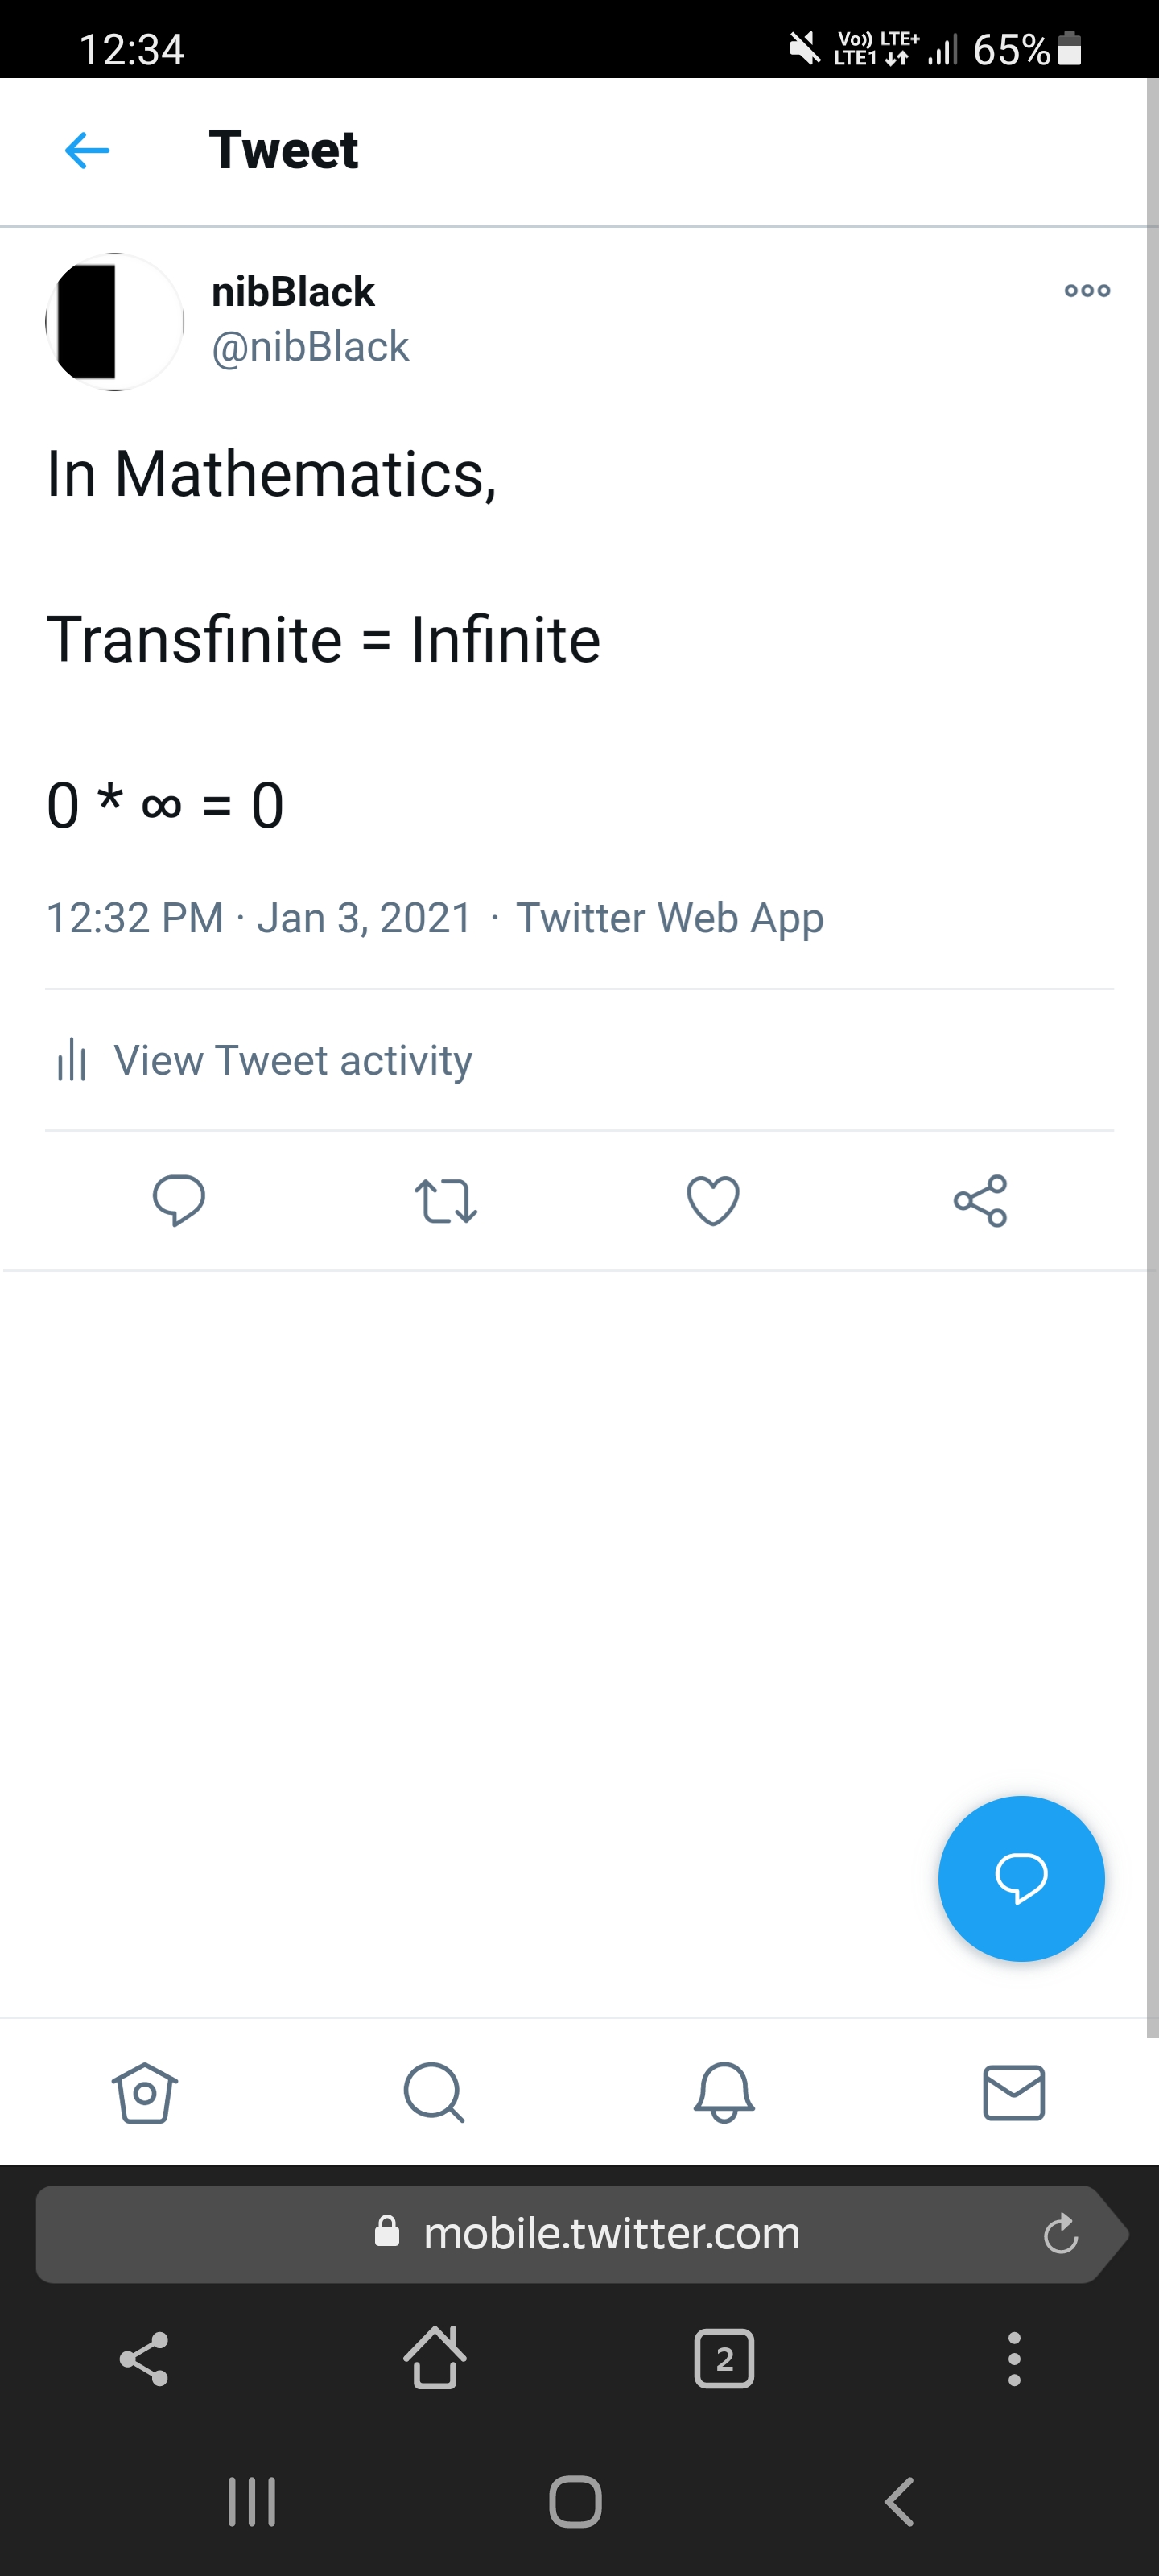 12:34 Vo)) LTE+ LTE1 65%
Tweet
nibBlack
@nibBlack
In Mathematics,
Transfinite = Infinite
0 * ∞ = 0
12:32 PM · Jan 3, 2021 · Twitter Web App
View Tweet activity
mobile.twitter.com
2